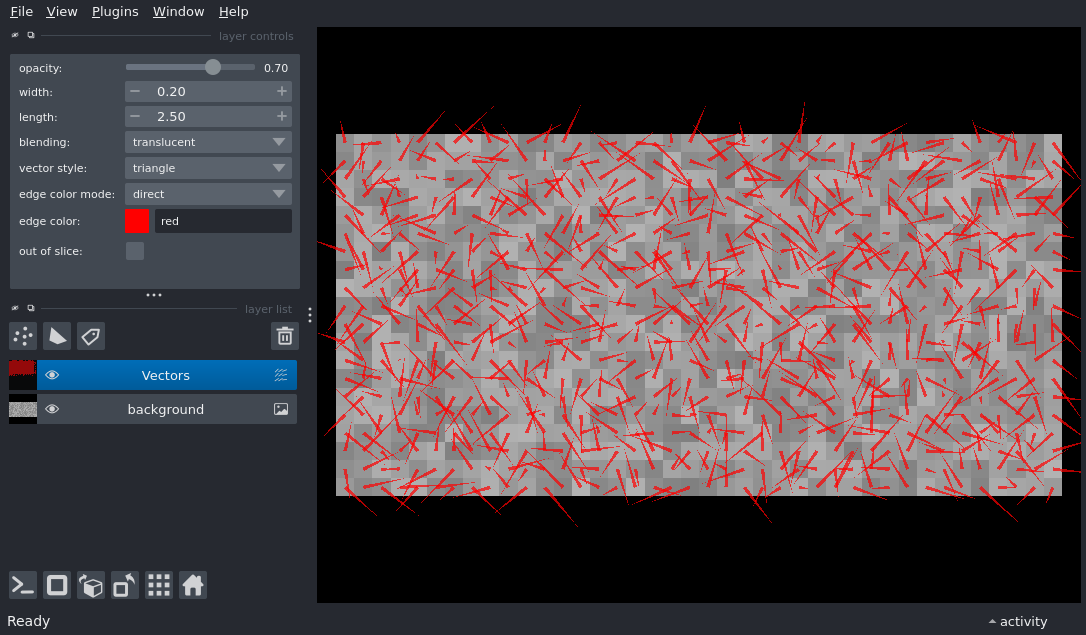 File View Plugins Window Help
layer controls
opacity: 0.70
width: 0.20
length: 2.50
blending: translucent
vector style: triangle
edge color mode: direct
edge color: red
out of slice:
layer list
Vectors
background
Ready
activity